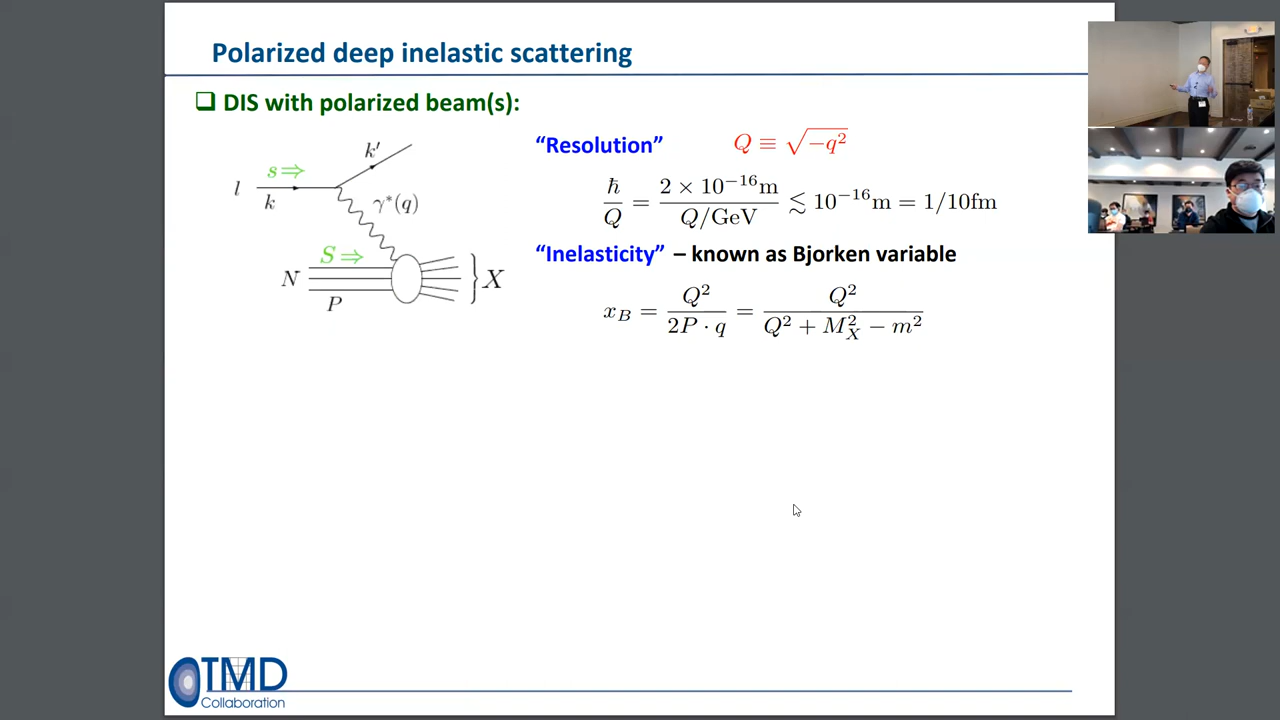 Polarized deep inelastic scattering
❑ DIS with polarized beam(s):
l
s ⇒
k
k′
γ*(q)
S ⇒
N
P
} X
“Resolution” Q ≡ √(−q²)
ħ/Q = (2 × 10⁻¹⁶m)/(Q/GeV) ≲ 10⁻¹⁶m = 1/10fm
“Inelasticity” – known as Bjorken variable
x_B = Q²/(2P · q) = Q²/(Q² + M_X² − m²)
TMD
Collaboration